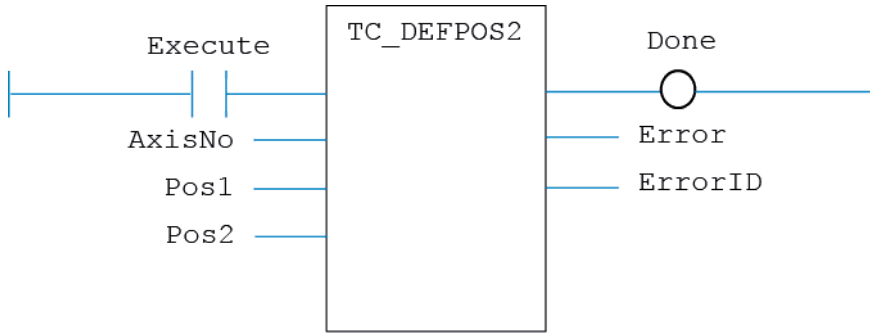 TC_DEFPOS2
Execute
Done
AxisNo
Error
Pos1
ErrorID
Pos2